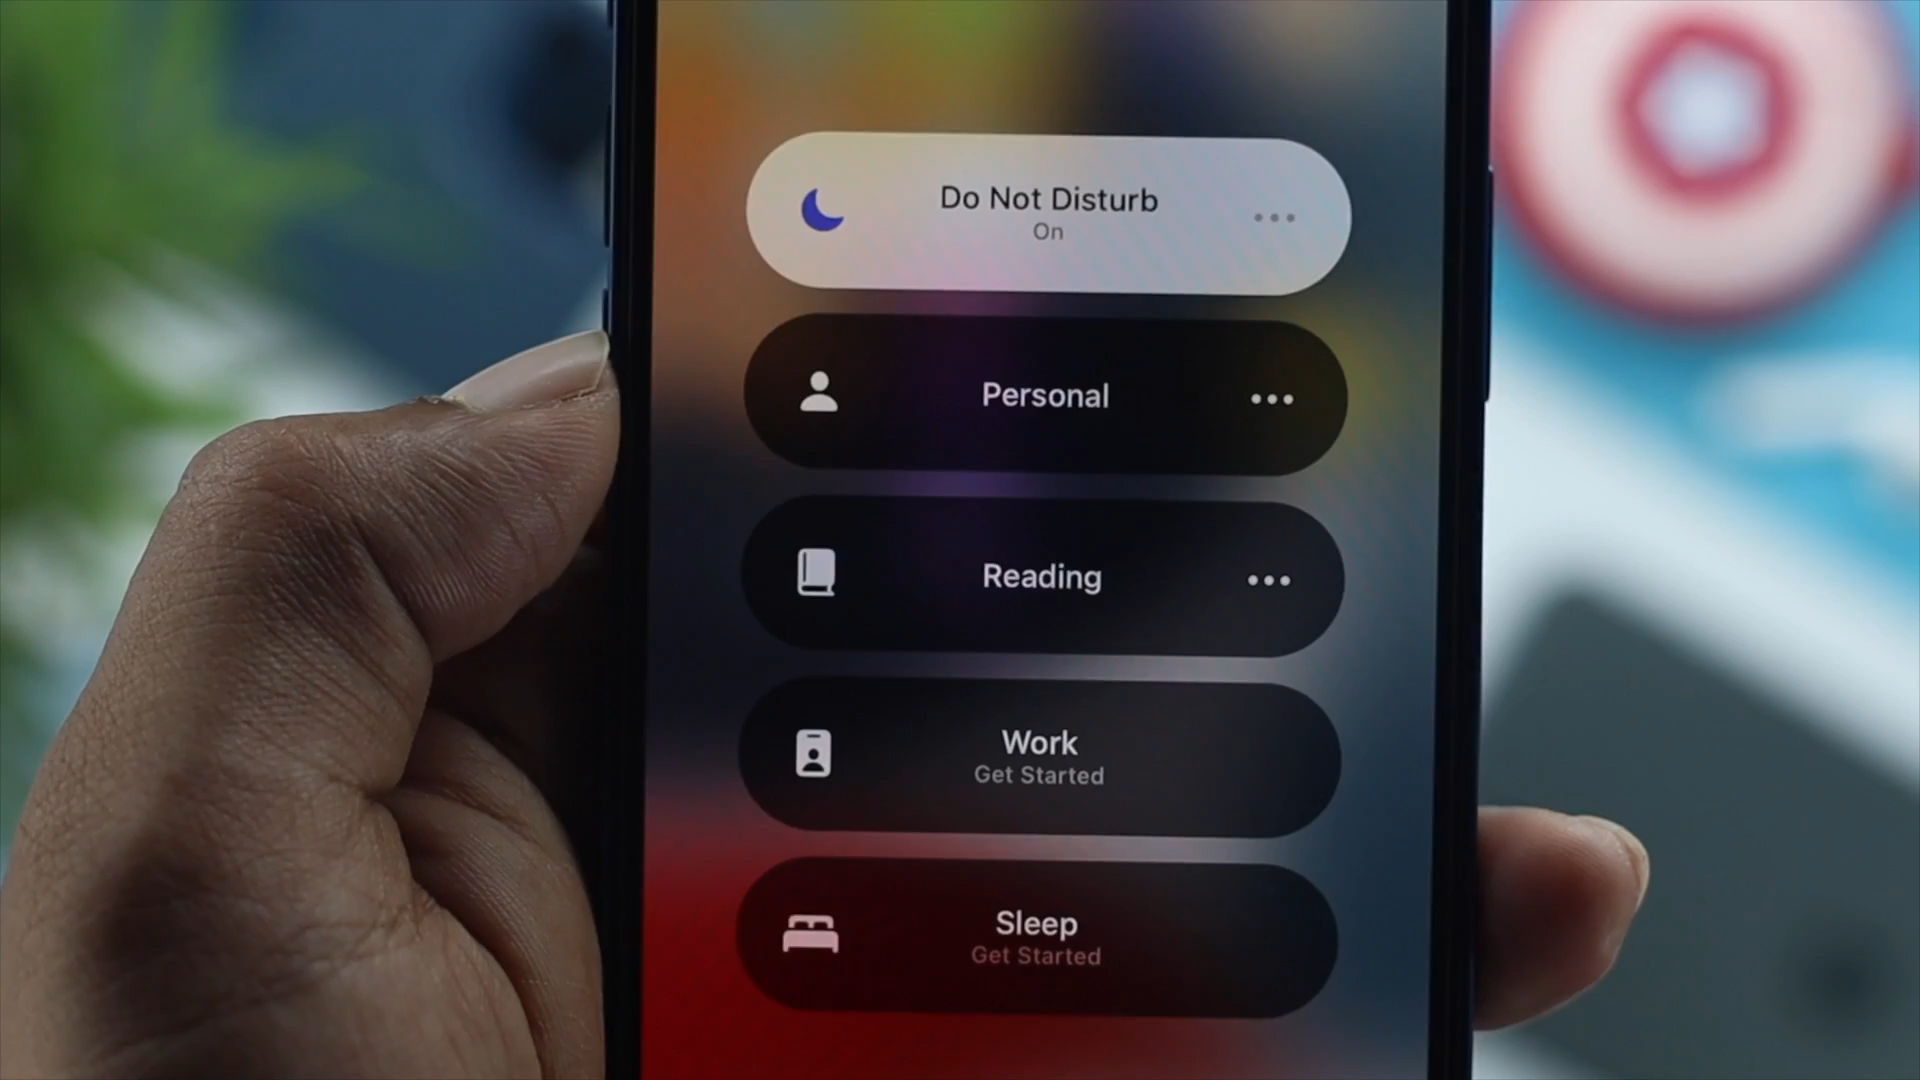 Do Not Disturb
On
Personal
Reading
Work
Get Started
Sleep
Get Started